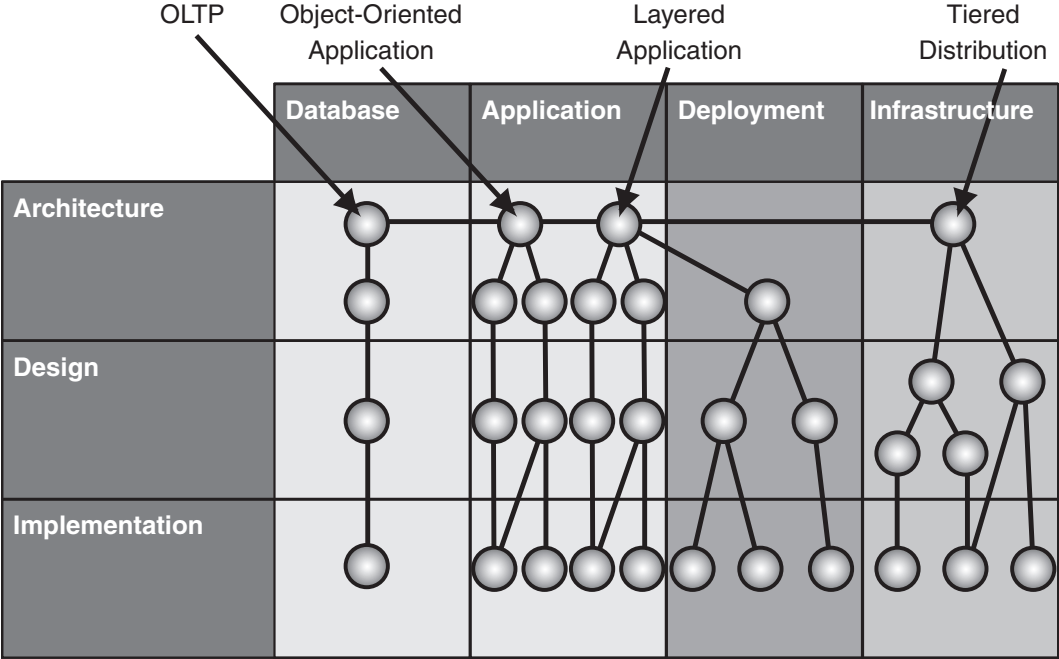 OLTP
Object-Oriented
Application
Layered
Application
Tiered
Distribution
Database
Application
Deployment
Infrastructure
Architecture
Design
Implementation